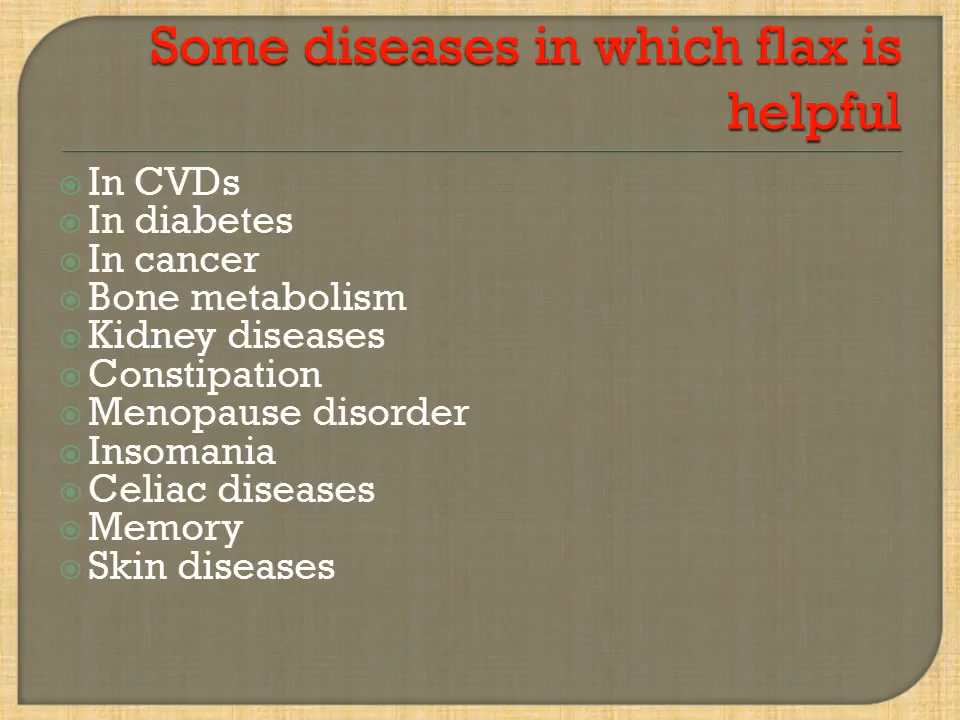 Some diseases in which flax is
helpful
In CVDs
In diabetes
In cancer
Bone metabolism
Kidney diseases
Constipation
Menopause disorder
Insomania
Celiac diseases
Memory
Skin diseases